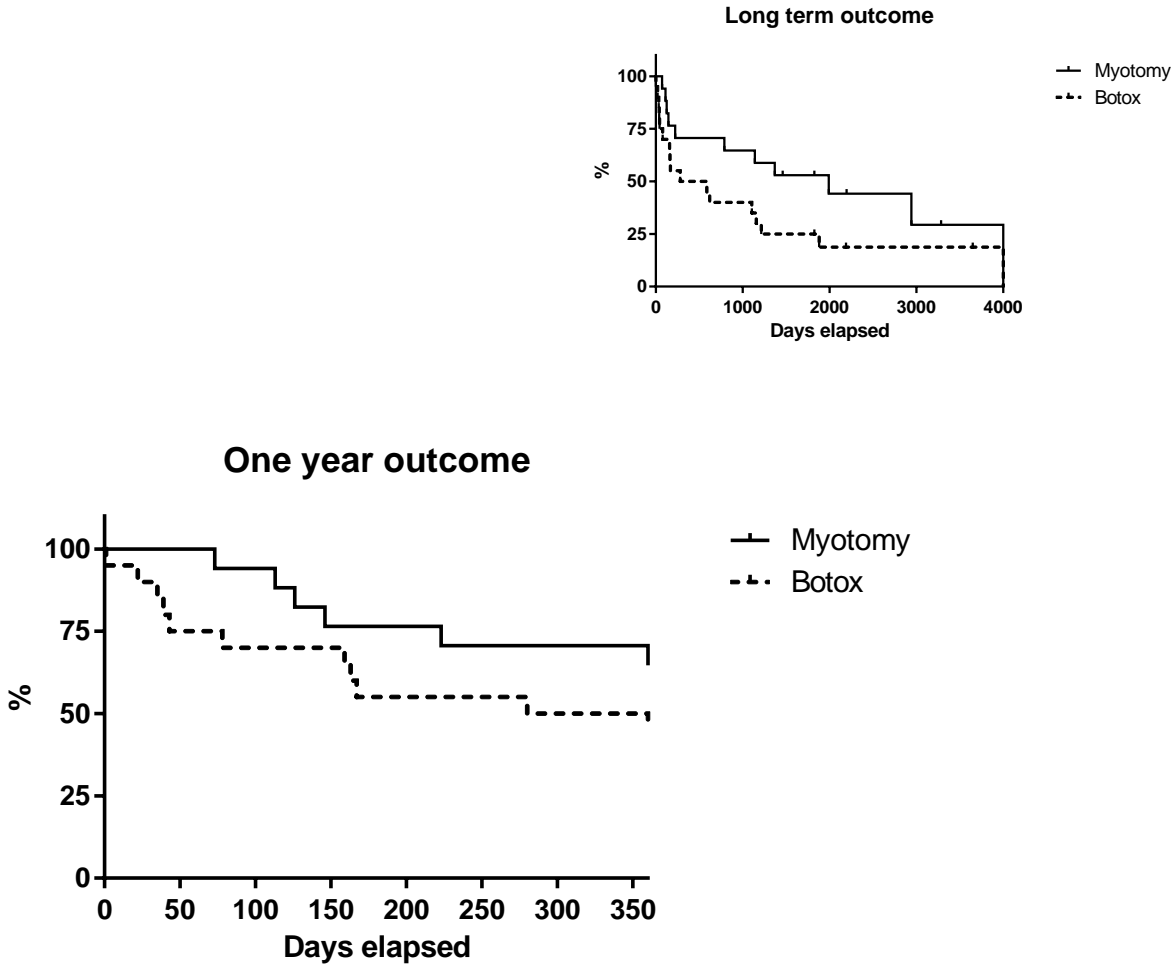 Long term outcome
100
75
50
25
0
%
0 1000 2000 3000 4000
Days elapsed
Myotomy
Botox
One year outcome
100
75
50
25
0
%
0 50 100 150 200 250 300 350
Days elapsed
Myotomy
Botox